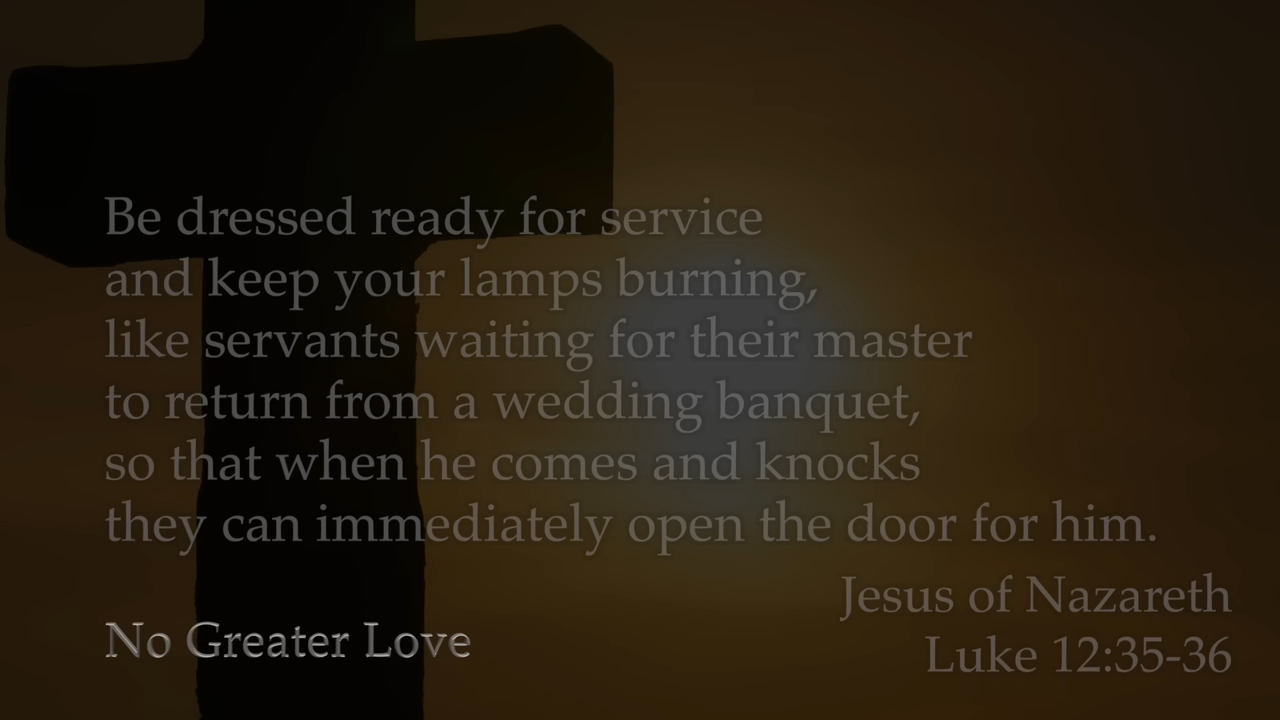 Be dressed ready for service
and keep your lamps burning,
like servants waiting for their master
to return from a wedding banquet,
so that when he comes and knocks
they can immediately open the door for him.
Jesus of Nazareth
Luke 12:35-36
No Greater Love